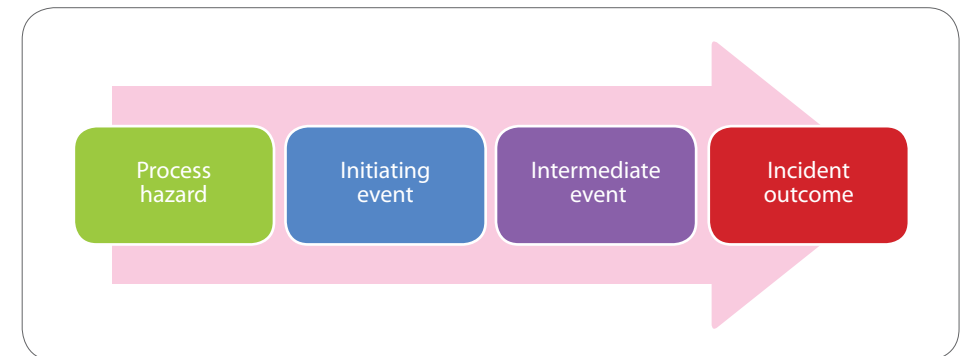 Process
hazard
Initiating
event
Intermediate
event
Incident
outcome